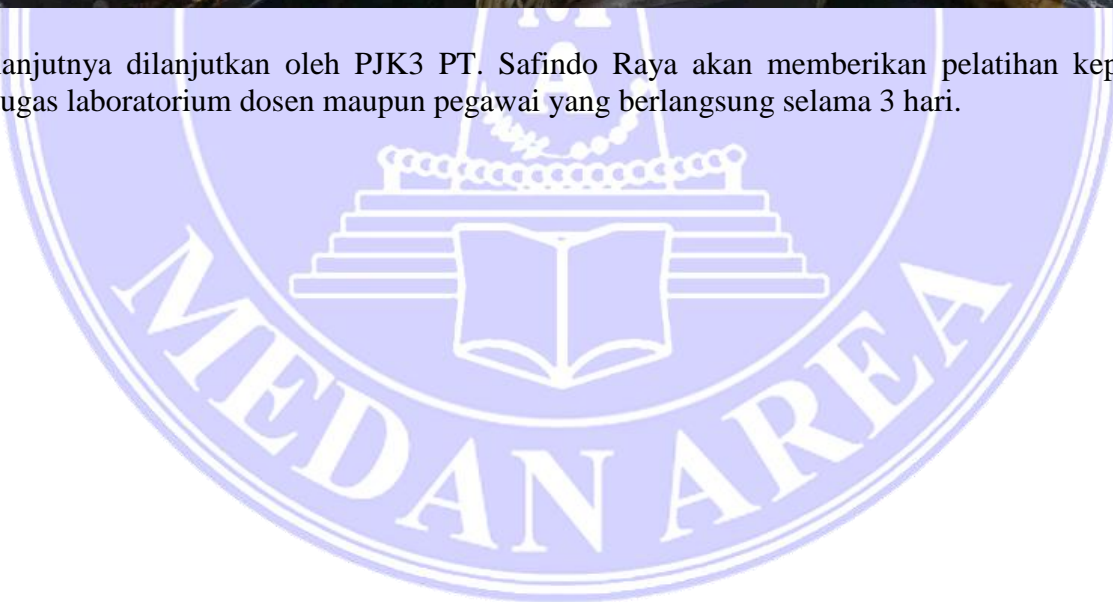 M
A
anjutnya dilanjutkan oleh PJK3 PT. Safindo Raya akan memberikan pelatihan kep
ugas laboratorium dosen maupun pegawai yang berlangsung selama 3 hari.
MEDAN AREA